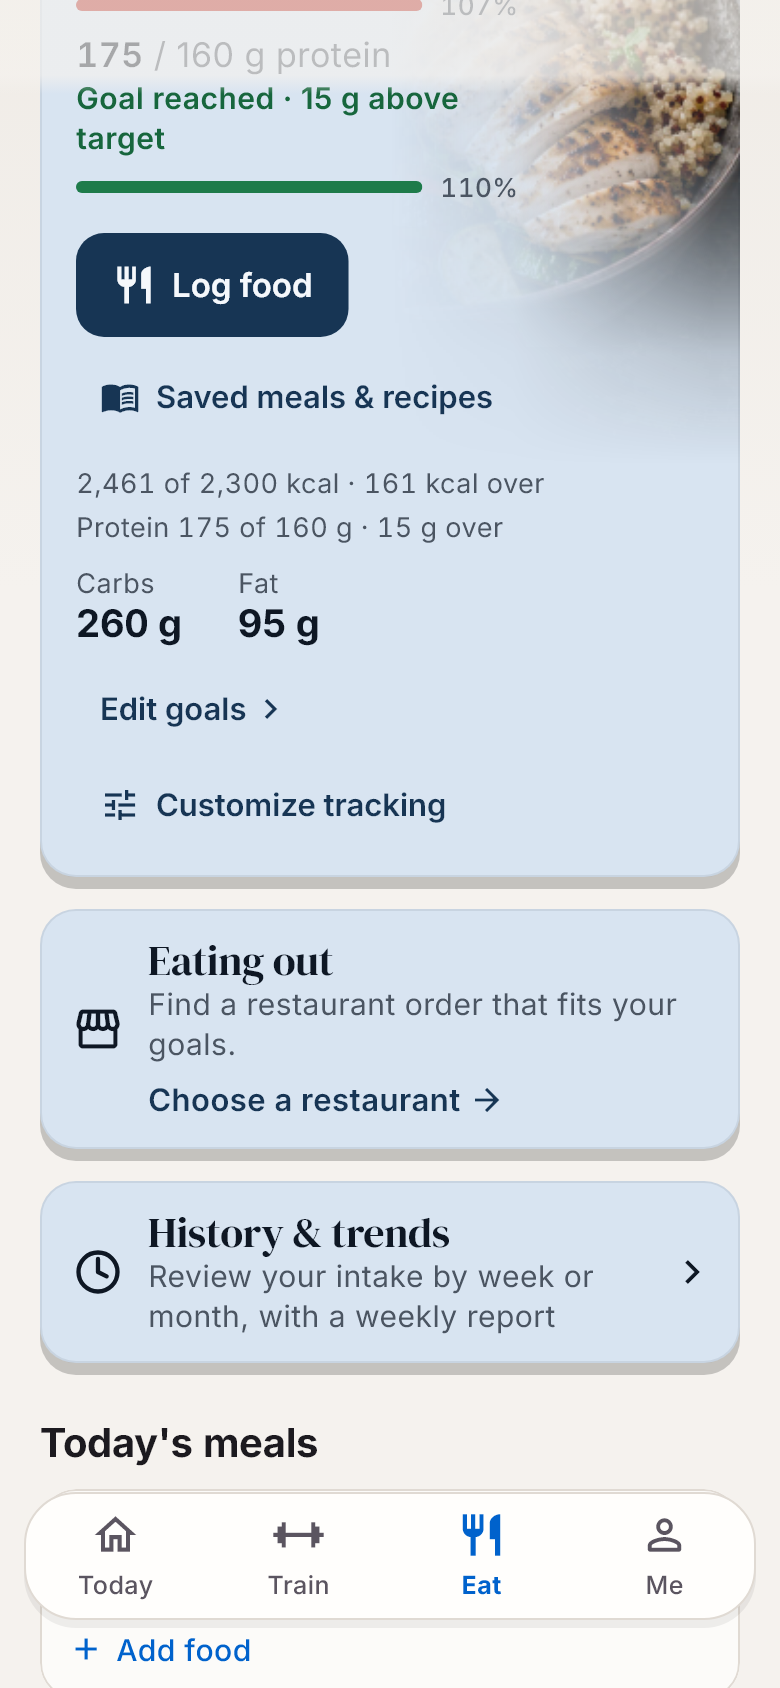 107%
175 / 160 g protein
Goal reached · 15 g above
target
110%
Log food
Saved meals & recipes
2,461 of 2,300 kcal · 161 kcal over
Protein 175 of 160 g · 15 g over
Carbs Fat
260 g 95 g
Edit goals
Customize tracking
Eating out
Find a restaurant order that fits your
goals.
Choose a restaurant →
History & trends
Review your intake by week or
month, with a weekly report
Today's meals
Today Train Eat Me
+ Add food